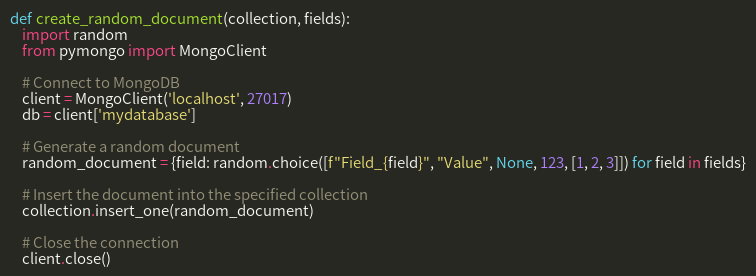 def create_random_document(collection, fields):
    import random
    from pymongo import MongoClient

    # Connect to MongoDB
    client = MongoClient('localhost', 27017)
    db = client['mydatabase']

    # Generate a random document
    random_document = {field: random.choice([f"Field_{field}", "Value", None, 123, [1, 2, 3]]) for field in fields}

    # Insert the document into the specified collection
    collection.insert_one(random_document)

    # Close the connection
    client.close()